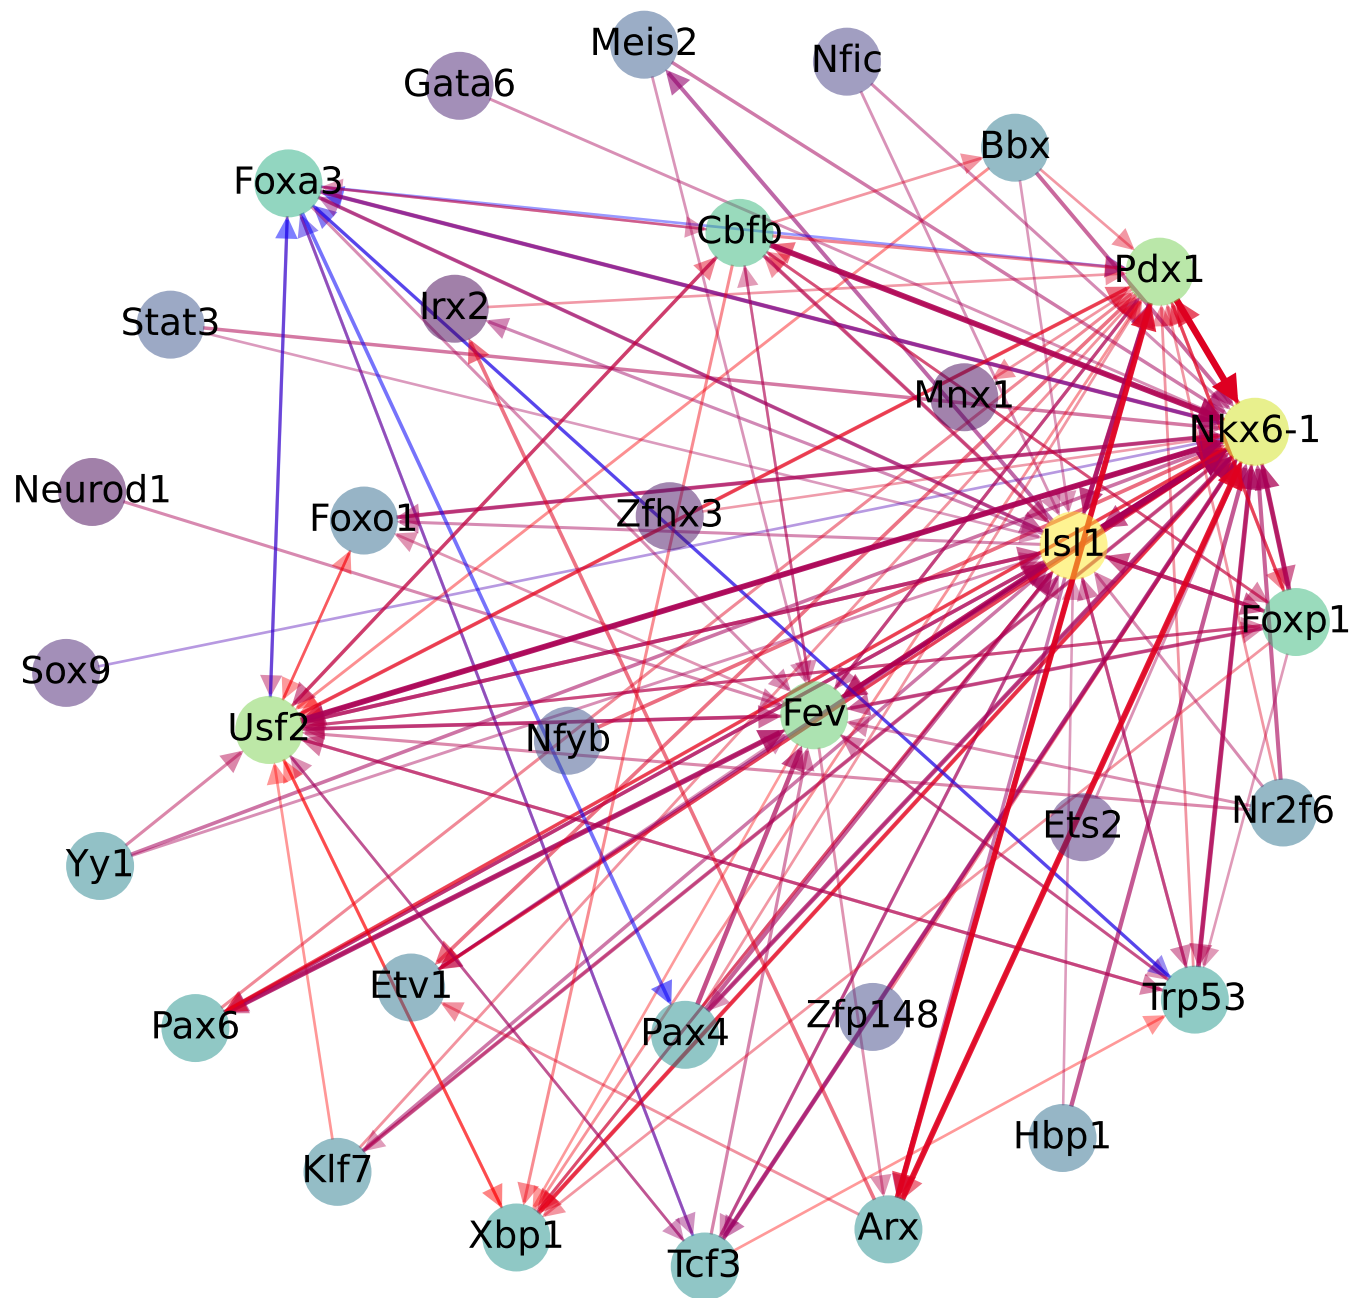 Meis2
Nfic
Gata6
Bbx
Foxa3
Cbfb
Pdx1
Irx2
Stat3
Mnx1
Nkx6-1
Neurod1
Foxo1
Zfhx3
Isl1
Foxp1
Sox9
Usf2
Fev
Nfyb
Nr2f6
Ets2
Yy1
Etv1
Trp53
Pax6
Pax4
Zfp148
Hbp1
Klf7
Xbp1
Arx
Tcf3